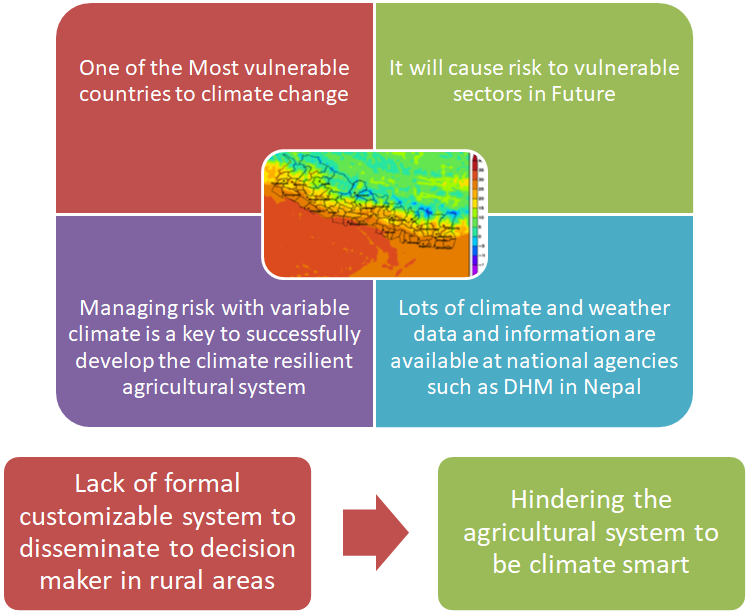 One of the Most vulnerable
countries to climate change
It will cause risk to vulnerable
sectors in Future
Managing risk with variable
climate is a key to successfully
develop the climate resilient
agricultural system
Lots of climate and weather
data and information are
available at national agencies
such as DHM in Nepal
Lack of formal
customizable system to
disseminate to decision
maker in rural areas
Hindering the
agricultural system to
be climate smart